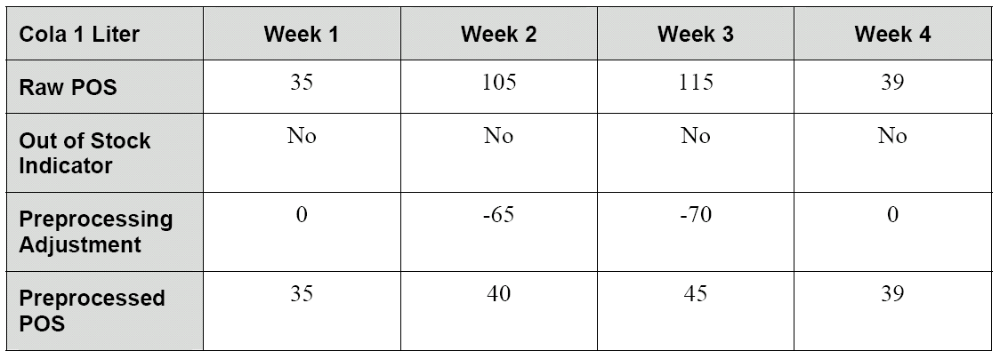 Cola 1 Liter Week 1 Week 2 Week 3 Week 4
Raw POS 35 105 115 39
Out of Stock No No No No
Indicator
Preprocessing 0 -65 -70 0
Adjustment
Preprocessed 35 40 45 39
POS